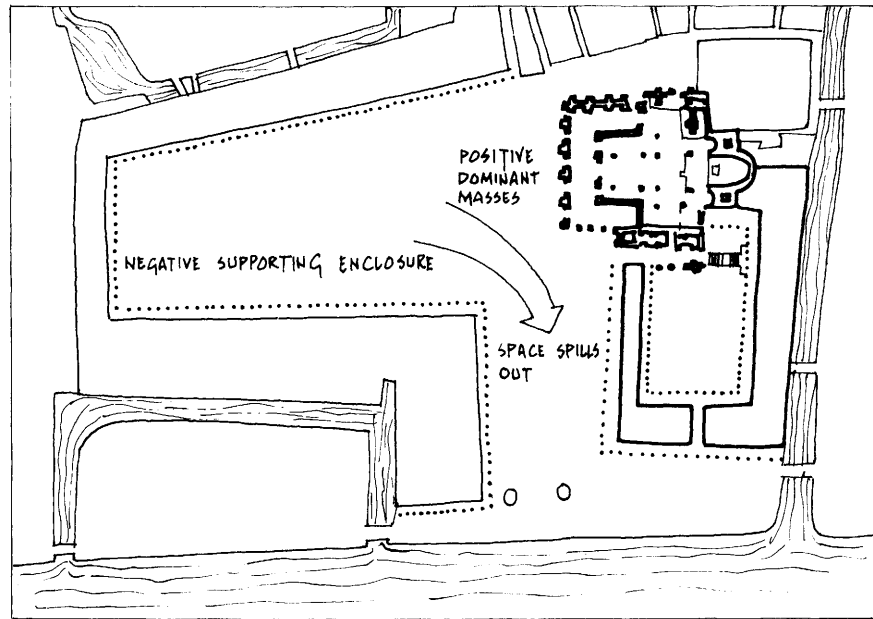 POSITIVE
DOMINANT
MASSES
NEGATIVE SUPPORTING ENCLOSURE
SPACE SPILLS
OUT